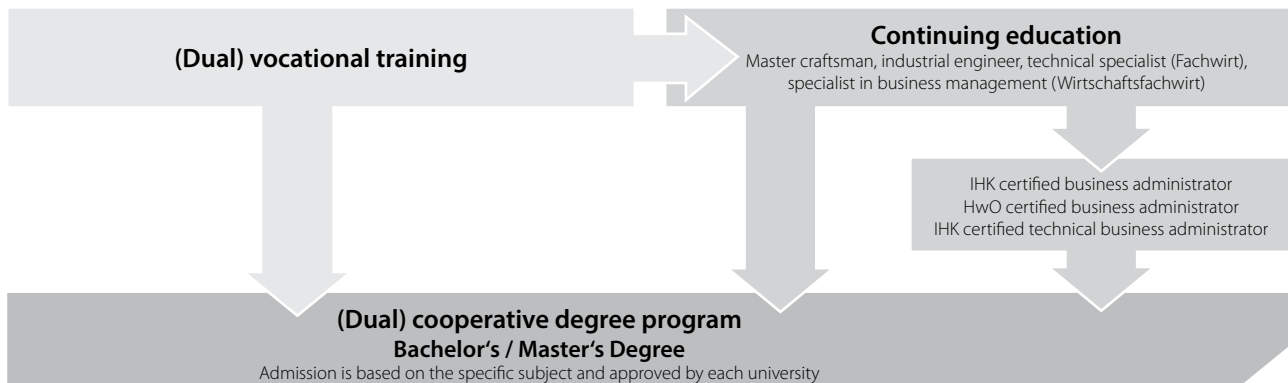 (Dual) vocational training
Continuing education
Master craftsman, industrial engineer, technical specialist (Fachwirt),
specialist in business management (Wirtschaftsfachwirt)
IHK certified business administrator
HwO certified business administrator
IHK certified technical business administrator
(Dual) cooperative degree program
Bachelor‘s / Master‘s Degree
Admission is based on the specific subject and approved by each university